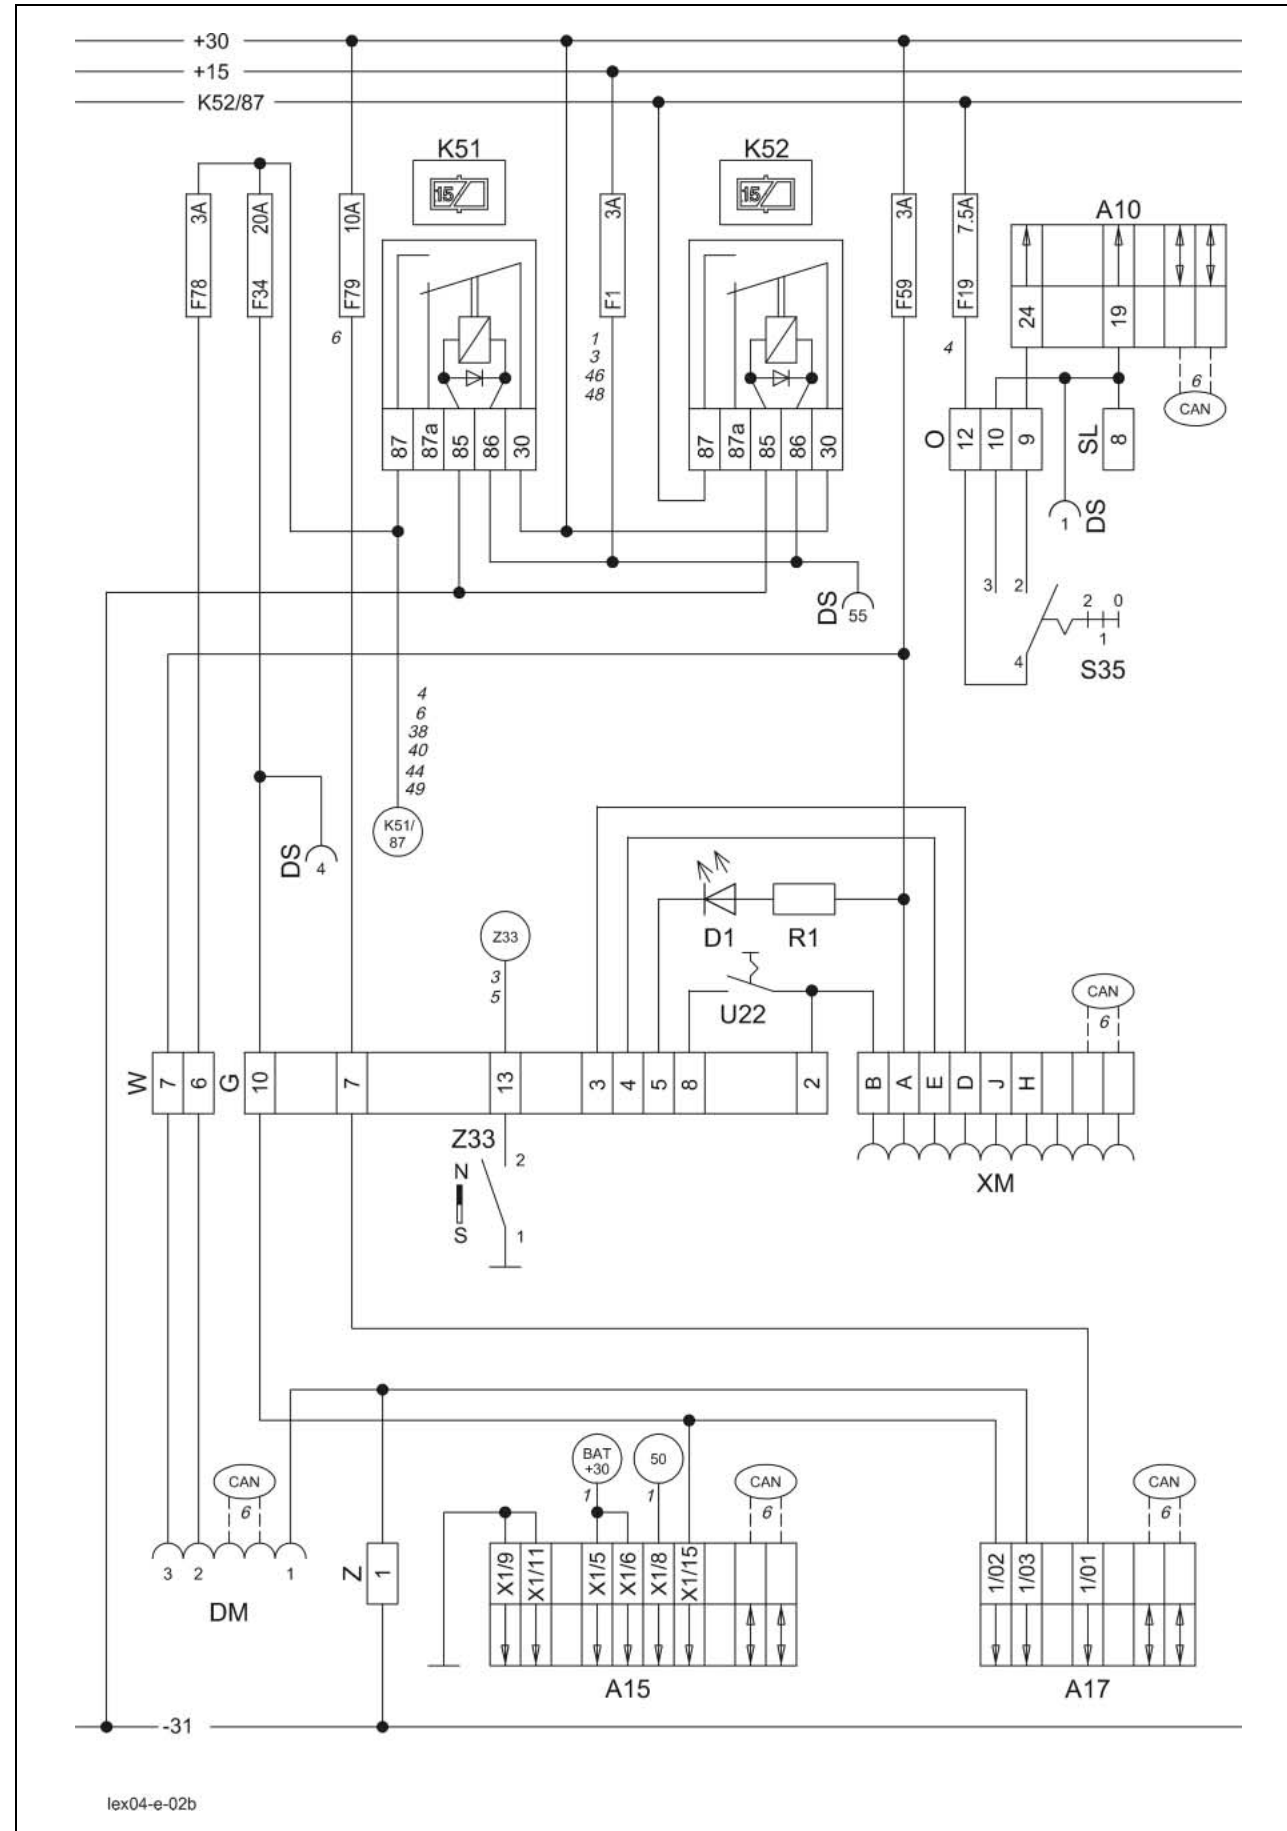 +30
+15
K52/87
K51
K52
15
15
3A
20A
10A
3A
3A
7.5A
A10
F78
F34
F79
F1
F59
F19
24
19
6
1
3
46
48
4
6
CAN
87
87a
85
86
30
87
87a
85
86
30
O
12
10
9
SL
8
1
DS
3
2
2
0
1
4
S35
DS
55
4
6
38
40
44
49
K51/
87
DS
4
Z33
3
5
D1
R1
U22
CAN
6
W
7
6
G
10
7
13
3
4
5
8
2
B
A
E
D
J
H
XM
Z33
N
S
2
1
BAT
+30
50
1
1
CAN
6
CAN
6
CAN
6
3
2
1
DM
Z
1
X1/9
X1/11
X1/5
X1/6
X1/8
X1/15
A15
1/02
1/03
1/01
A17
-31
lex04-e-02b